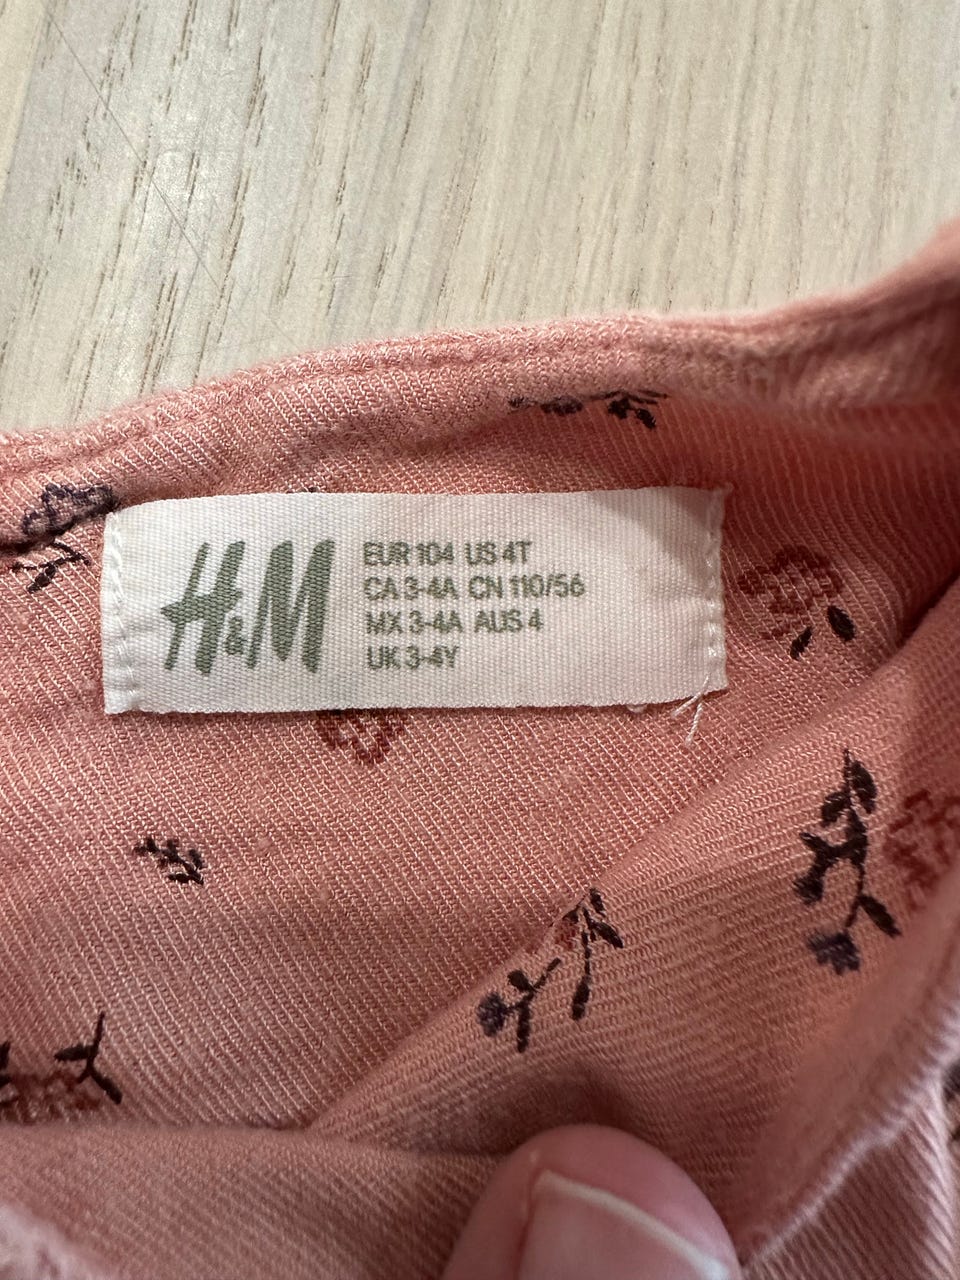 H&M
EUR 104 US 4T
CA 3-4A CN 110/56
MX 3-4A AUS 4
UK 3-4Y